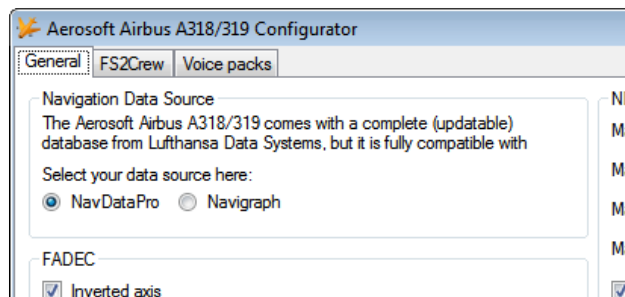 Aerosoft Airbus A318/319 Configurator
General FS2Crew Voice packs
Navigation Data Source
The Aerosoft Airbus A318/319 comes with a complete (updatable)
database from Lufthansa Data Systems, but it is fully compatible with
Select your data source here:
NavDataPro Navigraph
FADEC
Inverted axis